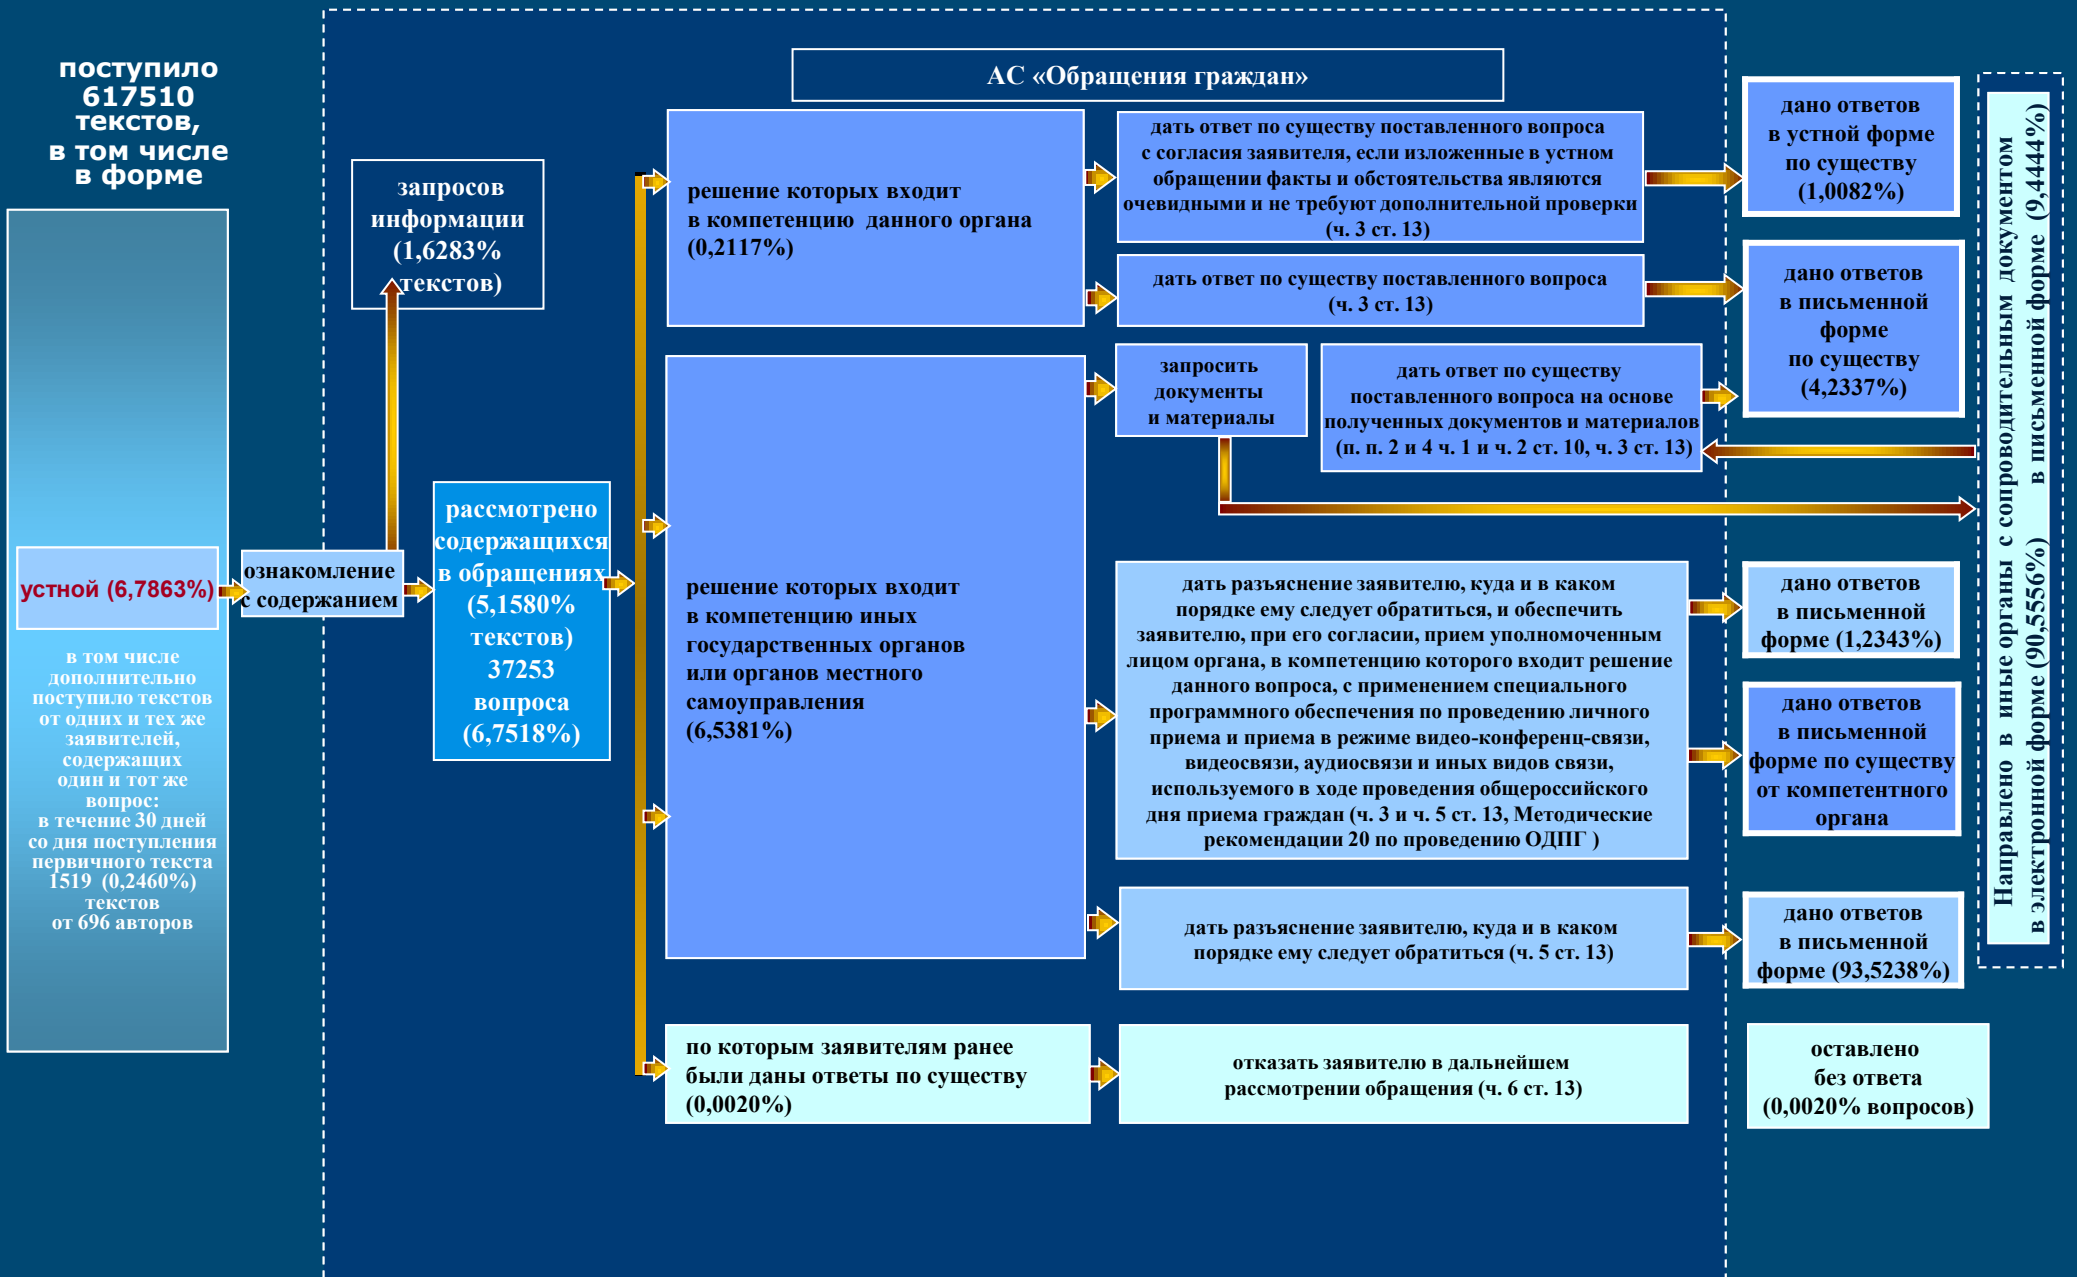 поступило
617510
текстов,
в том числе
в форме
устной (6,7863%)
в том числе
дополнительно
поступило текстов
от одних и тех же
заявителей,
содержащих
один и тот же
вопрос:
в течение 30 дней
со дня поступления
первичного текста
1519 (0,2460%)
текстов
от 696 авторов
ознакомление
с содержанием
АС «Обращения граждан»
запросов
информации
(1,6283%
текстов)
рассмотрено
содержащихся
в обращениях
(5,1580%
текстов)
37253
вопроса
(6,7518%)
решение которых входит
в компетенцию данного органа
(0,2117%)
дать ответ по существу поставленного вопроса
с согласия заявителя, если изложенные в устном
обращении факты и обстоятельства являются
очевидными и не требуют дополнительной проверки
(ч. 3 ст. 13)
дать ответ по существу поставленного вопроса
(ч. 3 ст. 13)
дано ответов
в устной форме
по существу
(1,0082%)
дано ответов
в письменной
форме
по существу
(4,2337%)
решение которых входит
в компетенцию иных
государственных органов
или органов местного
самоуправления
(6,5381%)
запросить
документы
и материалы
дать ответ по существу
поставленного вопроса на основе
полученных документов и материалов
(п. п. 2 и 4 ч. 1 и ч. 2 ст. 10, ч. 3 ст. 13)
дать разъяснение заявителю, куда и в каком
порядке ему следует обратиться, и обеспечить
заявителю, при его согласии, прием уполномоченным
лицом органа, в компетенцию которого входит решение
данного вопроса, с применением специального
программного обеспечения по проведению личного
приема и приема в режиме видео-конференц-связи,
видеосвязи, аудиосвязи и иных видов связи,
используемого в ходе проведения общероссийского
дня приема граждан (ч. 3 и ч. 5 ст. 13, Методические
рекомендации 20 по проведению ОДПГ )
дано ответов
в письменной
форме (1,2343%)
дано ответов
в письменной
форме по существу
от компетентного
органа
дать разъяснение заявителю, куда и в каком
порядке ему следует обратиться (ч. 5 ст. 13)
дано ответов
в письменной
форме (93,5238%)
по которым заявителям ранее
были даны ответы по существу
(0,0020%)
отказать заявителю в дальнейшем
рассмотрении обращения (ч. 6 ст. 13)
оставлено
без ответа
(0,0020% вопросов)
Направлено в иные органы с сопроводительным документом
в электронной форме (90,5556%) в письменной форме (9,4444%)